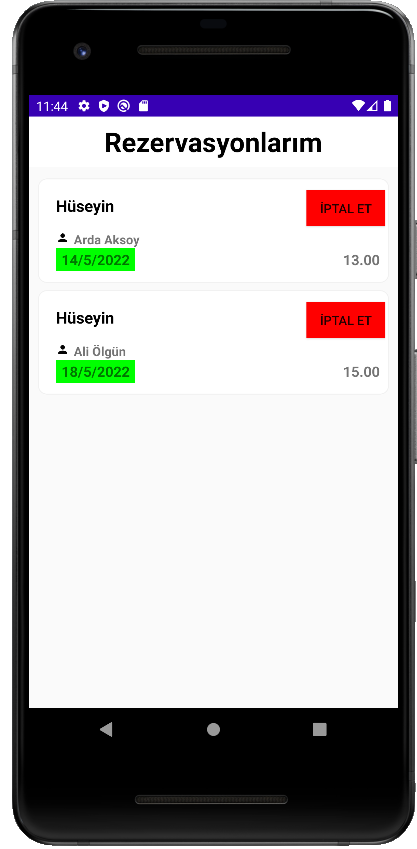 11:44
Rezervasyonlarım
Hüseyin
İPTAL ET
Arda Aksoy
14/5/2022
13.00
Hüseyin
İPTAL ET
Ali Ölgün
18/5/2022
15.00